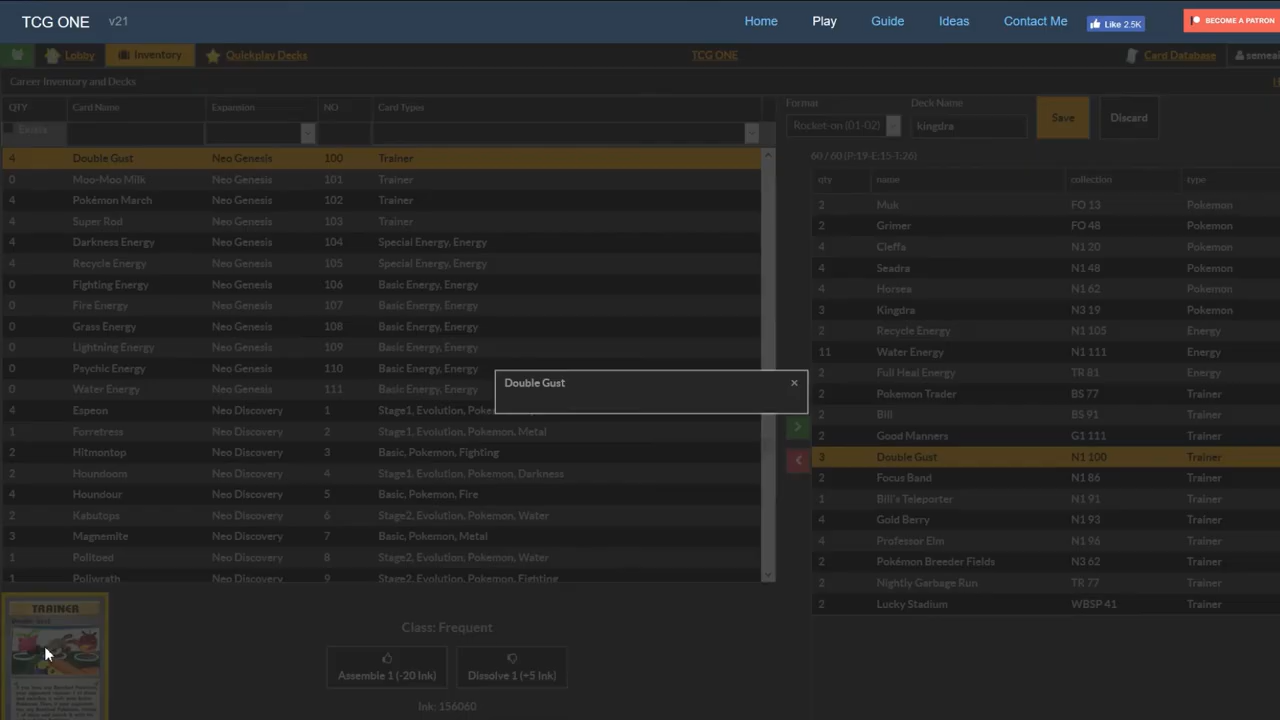 TCG ONE v21 Home Play Guide Ideas Contact Me Like 2.5K BECOME A PATRON
Lobby Inventory Quickplay Decks TCG ONE Card Database semeal
Career Inventory and Decks
QTY Card Name Expansion NO Card Types
Exists
4 Double Gust Neo Genesis 100 Trainer
0 Moo-Moo Milk Neo Genesis 101 Trainer
4 Pokémon March Neo Genesis 102 Trainer
4 Super Rod Neo Genesis 103 Trainer
4 Darkness Energy Neo Genesis 104 Special Energy, Energy
4 Recycle Energy Neo Genesis 105 Special Energy, Energy
0 Fighting Energy Neo Genesis 106 Basic Energy, Energy
0 Fire Energy Neo Genesis 107 Basic Energy, Energy
0 Grass Energy Neo Genesis 108 Basic Energy, Energy
0 Lightning Energy Neo Genesis 109 Basic Energy, Energy
0 Psychic Energy Neo Genesis 110 Basic Energy, Energy
0 Water Energy Neo Genesis 111 Basic Energy, Energy
4 Espeon Neo Discovery 1 Stage1, Evolution, Poke
1 Forretress Neo Discovery 2 Stage1, Evolution, Pokemon, Metal
2 Hitmontop Neo Discovery 3 Basic, Pokemon, Fighting
2 Houndoom Neo Discovery 4 Stage1, Evolution, Pokemon, Darkness
4 Houndour Neo Discovery 5 Basic, Pokemon, Fire
2 Kabutops Neo Discovery 6 Stage2, Evolution, Pokemon, Water
3 Magnemite Neo Discovery 7 Basic, Pokemon, Metal
1 Politoed Neo Discovery 8 Stage2, Evolution, Pokemon, Water
1 Poliwrath Neo Discovery 9 Stage2, Evolution, Pokemon, Fighting
Double Gust ×
Format Deck Name
Rocket-on (01-02) kingdra Save Discard
60 / 60 (P:19-E:15-T:26)
qty name collection type
2 Muk FO 13 Pokemon
2 Grimer FO 48 Pokemon
4 Cleffa N1 20 Pokemon
4 Seadra N1 48 Pokemon
4 Horsea N1 62 Pokemon
3 Kingdra N3 19 Pokemon
2 Recycle Energy N1 105 Energy
11 Water Energy N1 111 Energy
2 Full Heal Energy TR 81 Energy
2 Pokemon Trader BS 77 Trainer
2 Bill BS 91 Trainer
2 Good Manners G1 111 Trainer
3 Double Gust N1 100 Trainer
2 Focus Band N1 86 Trainer
1 Bill's Teleporter N1 91 Trainer
4 Gold Berry N1 93 Trainer
4 Professor Elm N1 96 Trainer
2 Pokémon Breeder Fields N3 62 Trainer
2 Nightly Garbage Run TR 77 Trainer
2 Lucky Stadium WBSP 41 Trainer
TRAINER
Double Gust
Class: Frequent
Assemble 1 (-20 Ink) Dissolve 1 (+5 Ink)
Ink: 156060